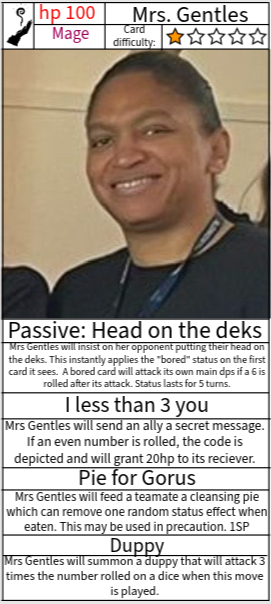 hp 100
Mrs. Gentles
Mage
Card
difficulty:
Passive: Head on the deks
Mrs Gentles will insist on her opponent putting their head on
the deks. This instantly applies the "bored" status on the first
card it sees. A bored card will attack its own main dps if a 6 is
rolled after its attack. Status lasts for 5 turns.
I less than 3 you
Mrs Gentles will send an ally a secret message.
If an even number is rolled, the code is
depicted and will grant 20hp to its reciever.
Pie for Gorus
Mrs Gentles will feed a teamate a cleansing pie
which can remove one random status effect when
eaten. This may be used in precaution. 1SP
Duppy
Mrs Gentles will summon a duppy that will attack 3
times the number rolled on a dice when this move
is played.